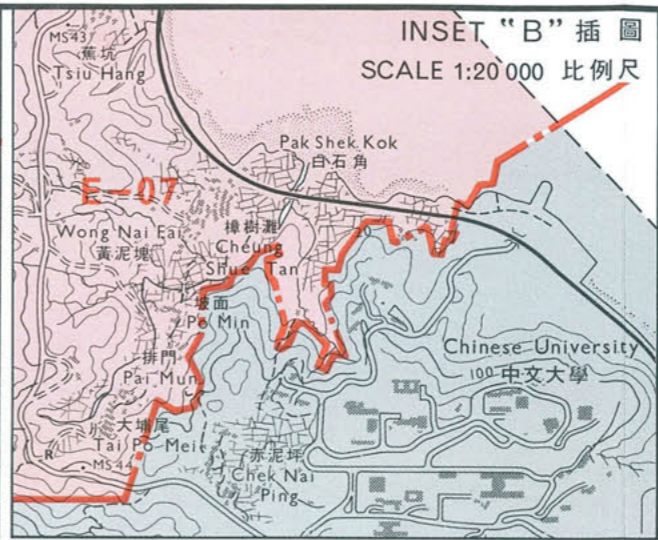 INSET "B" 插圖
SCALE 1:20 000 比例尺
MS43
蕉坑
Tsiu Hang
Pak Shek Kok
白石角
E-07
Wong Nai Fai
黃泥塊
樟樹灘
Cheung
Shue Tan
20
坡面
Po Min
排門
Pai Mun
Chinese University
100 中文大學
大埔尾
Tai Po Mei
R
MS44
赤泥坪
Chek Nai
Ping